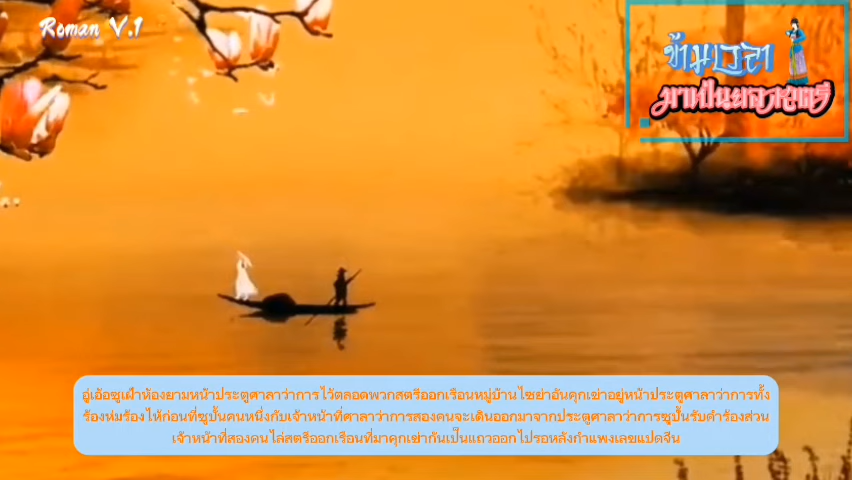 Roman V.1
ข้ามเวลา
มาเป็นยอดสตรี
อู๋เอ้อซูเฝ้าห้องยามหน้าประตูศาลาว่าการไว้ตลอดพวกสตรีออกเรือนหมู่บ้านไซย่าอันคุกเข่าอยู่หน้าประตูศาลาว่าการทั้ง
ร้องห่มร้องไห้ก่อนที่ซูปั้นคนหนึ่งกับเจ้าหน้าที่ศาลาว่าการสองคนจะเดินออกมาจากประตูศาลาว่าการซูปั้นรับคำร้องส่วน
เจ้าหน้าที่สองคนไล่สตรีออกเรือนที่มาคุกเข่ากันเป็นแถวออกไปรอหลังกำแพงเลขแปดจีน